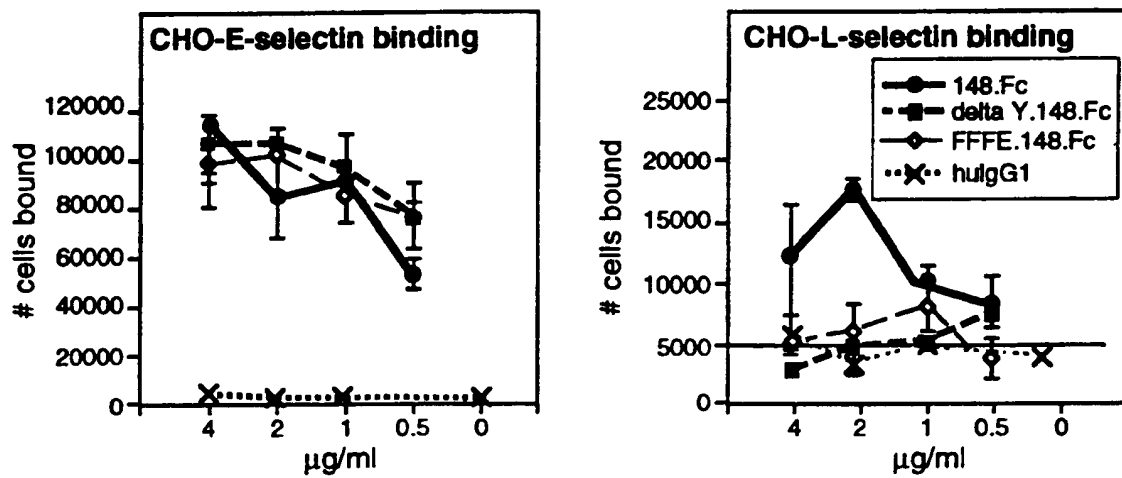 CHO-E-selectin binding
# cells bound
120000
100000
80000
60000
40000
20000
0
4 2 1 0.5 0
µg/ml
CHO-L-selectin binding
148.Fc
delta Y.148.Fc
FFFE.148.Fc
huIgG1
# cells bound
25000
20000
15000
10000
5000
0
4 2 1 0.5 0
µg/ml